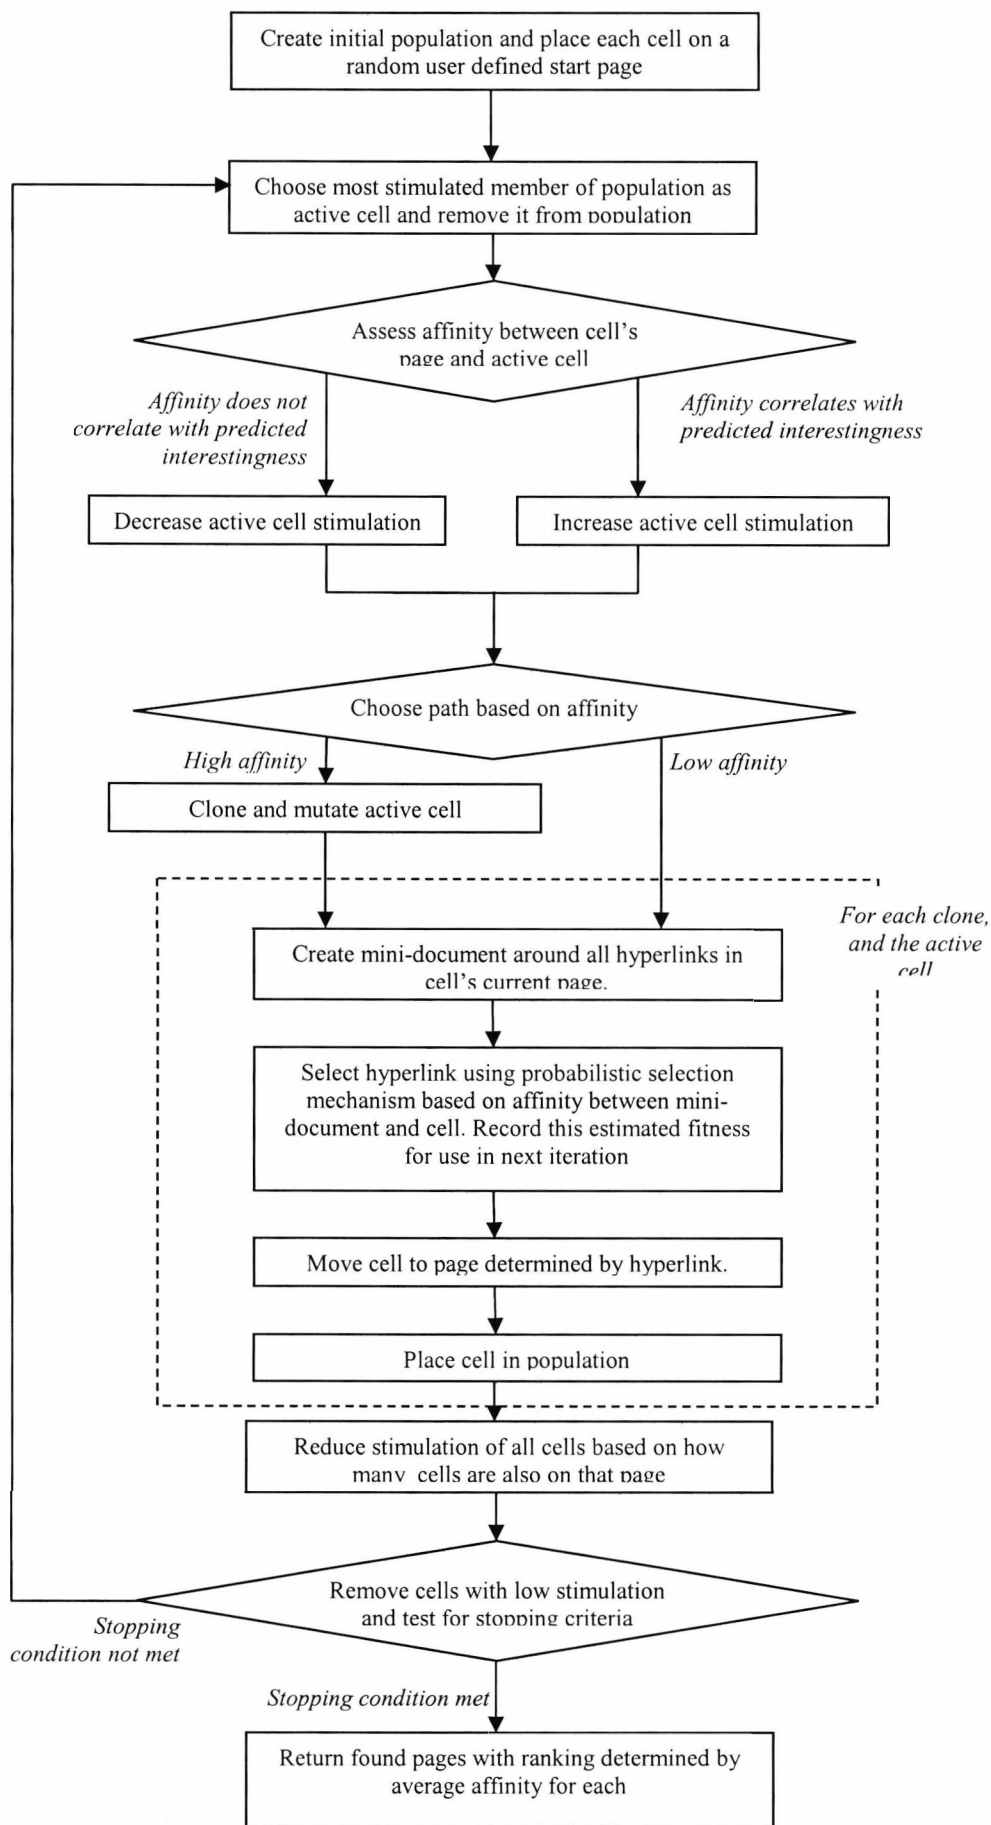 Create initial population and place each cell on a
random user defined start page
Choose most stimulated member of population as
active cell and remove it from population
Assess affinity between cell's
page and active cell
Affinity does not
correlate with predicted
interestingness
Affinity correlates with
predicted interestingness
Decrease active cell stimulation
Increase active cell stimulation
Choose path based on affinity
High affinity
Low affinity
Clone and mutate active cell
For each clone,
and the active
cell
Create mini-document around all hyperlinks in
cell's current page.
Select hyperlink using probabilistic selection
mechanism based on affinity between mini-
document and cell. Record this estimated fitness
for use in next iteration
Move cell to page determined by hyperlink.
Place cell in population
Reduce stimulation of all cells based on how
many cells are also on that page
Remove cells with low stimulation
and test for stopping criteria
Stopping
condition not met
Stopping condition met
Return found pages with ranking determined by
average affinity for each